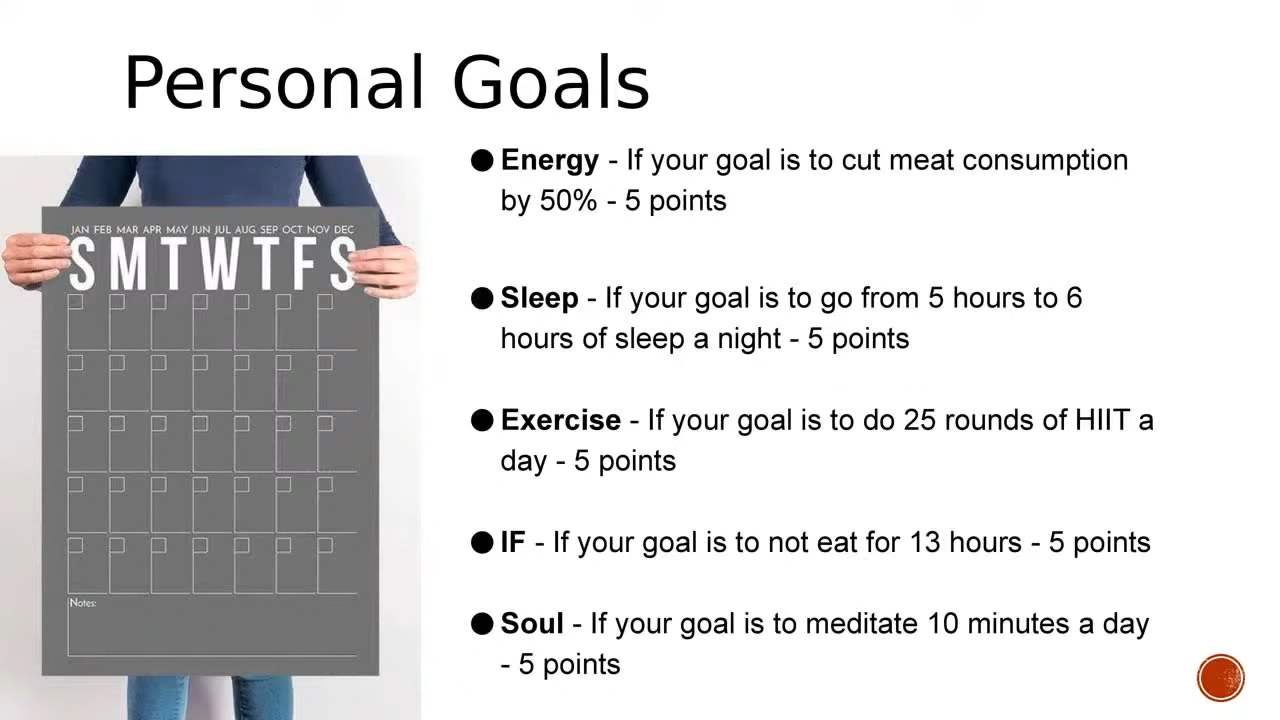 Personal Goals
● Energy - If your goal is to cut meat consumption
by 50% - 5 points
● Sleep - If your goal is to go from 5 hours to 6
hours of sleep a night - 5 points
● Exercise - If your goal is to do 25 rounds of HIIT a
day - 5 points
● IF - If your goal is to not eat for 13 hours - 5 points
● Soul - If your goal is to meditate 10 minutes a day
- 5 points
JAN FEB MAR APR MAY JUN JUL AUG SEP OCT NOV DEC
S M T W T F S
Notes: